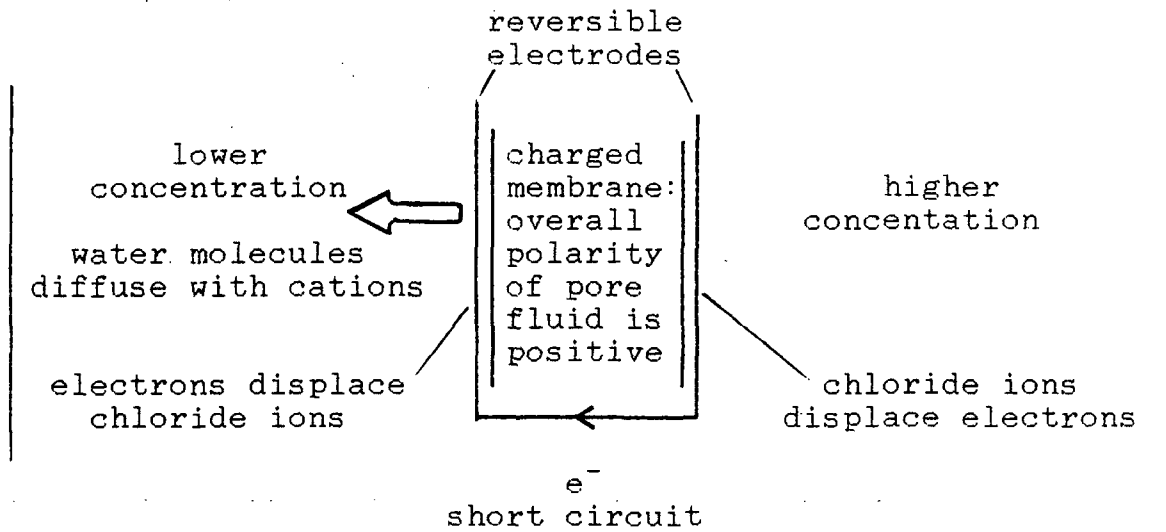 reversible
electrodes
lower
concentration
water molecules
diffuse with cations
electrons displace
chloride ions
charged
membrane:
overall
polarity
of pore
fluid is
positive
higher
concentation
chloride ions
displace electrons
e⁻
short circuit